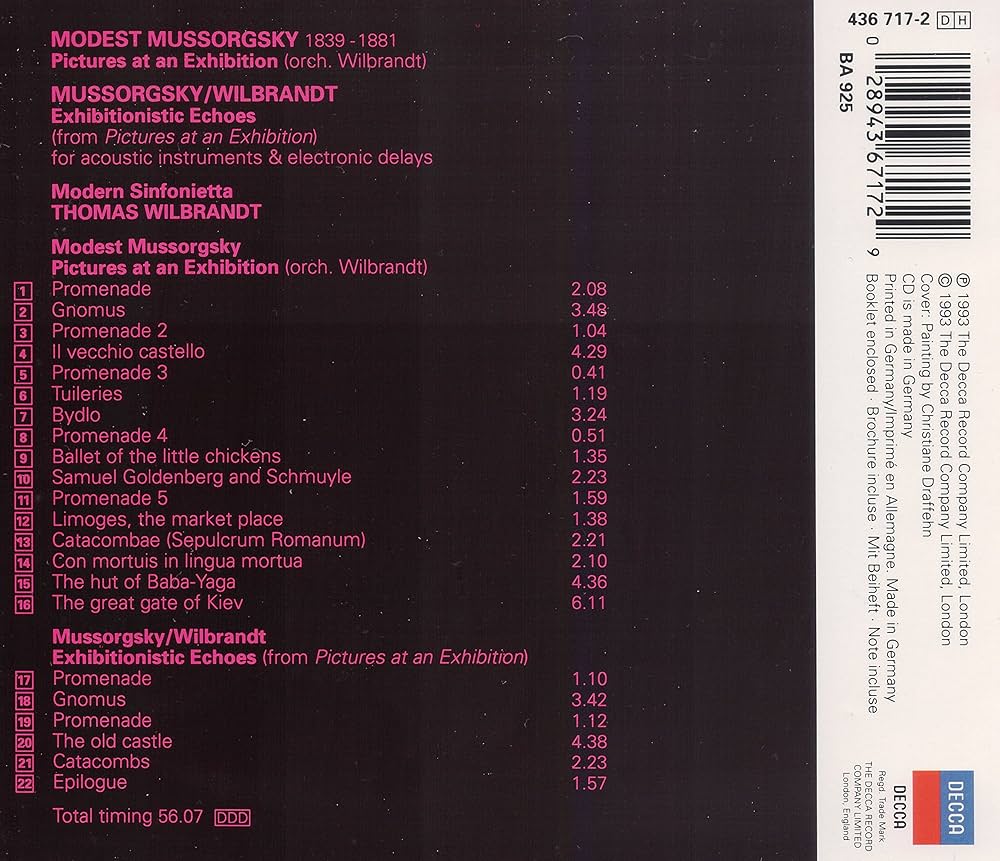 MODEST MUSSORGSKY 1839 - 1881
Pictures at an Exhibition (orch. Wilbrandt)
MUSSORGSKY/WILBRANDT
Exhibitionistic Echoes
(from Pictures at an Exhibition)
for acoustic instruments & electronic delays
Modern Sinfonietta
THOMAS WILBRANDT
Modest Mussorgsky
Pictures at an Exhibition (orch. Wilbrandt)
1 Promenade 2.08
2 Gnomus 3.48
3 Promenade 2 1.04
4 Il vecchio castello 4.29
5 Promenade 3 0.41
6 Tuileries 1.19
7 Bydlo 3.24
8 Promenade 4 0.51
9 Ballet of the little chickens 1.35
10 Samuel Goldenberg and Schmuyle 2.23
11 Promenade 5 1.59
12 Limoges, the market place 1.38
13 Catacombae (Sepulcrum Romanum) 2.21
14 Con mortuis in lingua mortua 2.10
15 The hut of Baba-Yaga 4.36
16 The great gate of Kiev 6.11
Mussorgsky/Wilbrandt
Exhibitionistic Echoes (from Pictures at an Exhibition)
17 Promenade 1.10
18 Gnomus 3.42
19 Promenade 1.12
20 The old castle 4.38
21 Catacombs 2.23
22 Epilogue 1.57
Total timing 56.07 DDD
436 717-2 D H
BA 925
0 28943 67172 9
℗ 1993 The Decca Record Company Limited, London
© 1993 The Decca Record Company Limited, London
Cover: Painting by Christiane Draffehn
CD is made in Germany
Printed in Germany/Imprimé en Allemagne. Made in Germany
Booklet enclosed · Brochure incluse · Mit Beiheft · Note incluse
DECCA
DECCA
Regd. Trade Mark
THE DECCA RECORD
COMPANY LIMITED
London, England